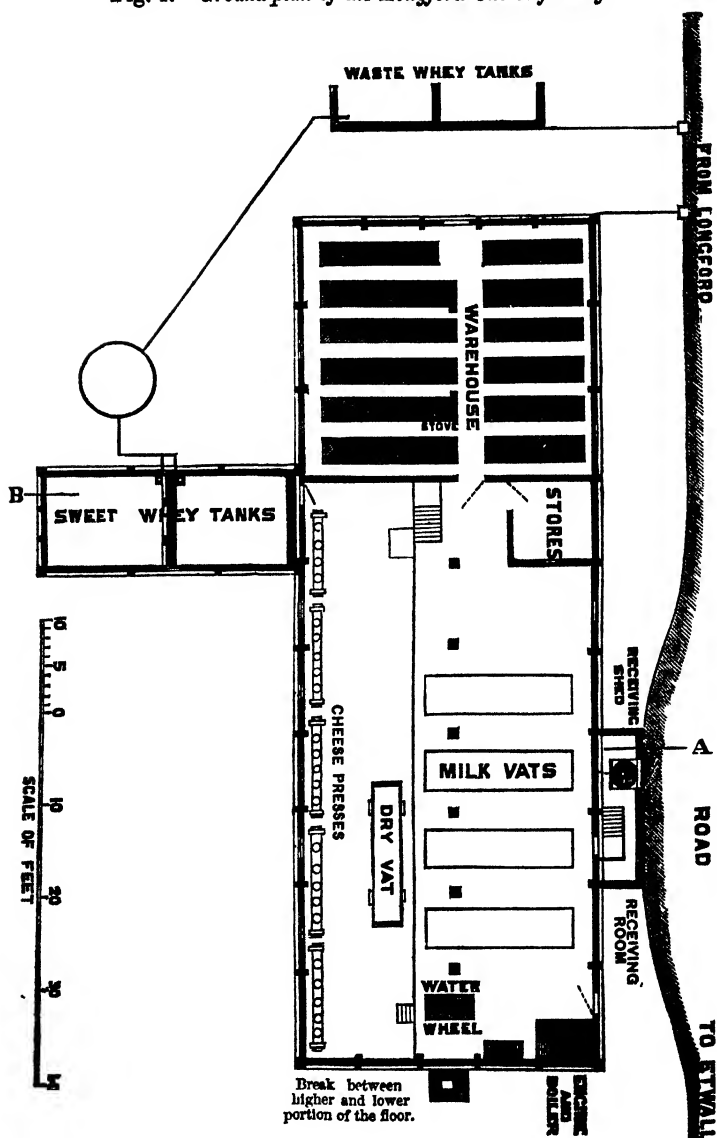 WASTE WHEY TANKS
FROM LONGFORD
WAREHOUSE
STOVE
B
SWEET WHEY TANKS
STORES
10 5 0 10 20 30
SCALE OF FEET
RECEIVING
SHED
A
CHEESE PRESSES
MILK VATS
DRY VAT
ROAD
RECEIVING
ROOM
WATER
WHEEL
TO ETWALL
ENGINE
AND
BOILER
Break between
higher and lower
portion of the floor.